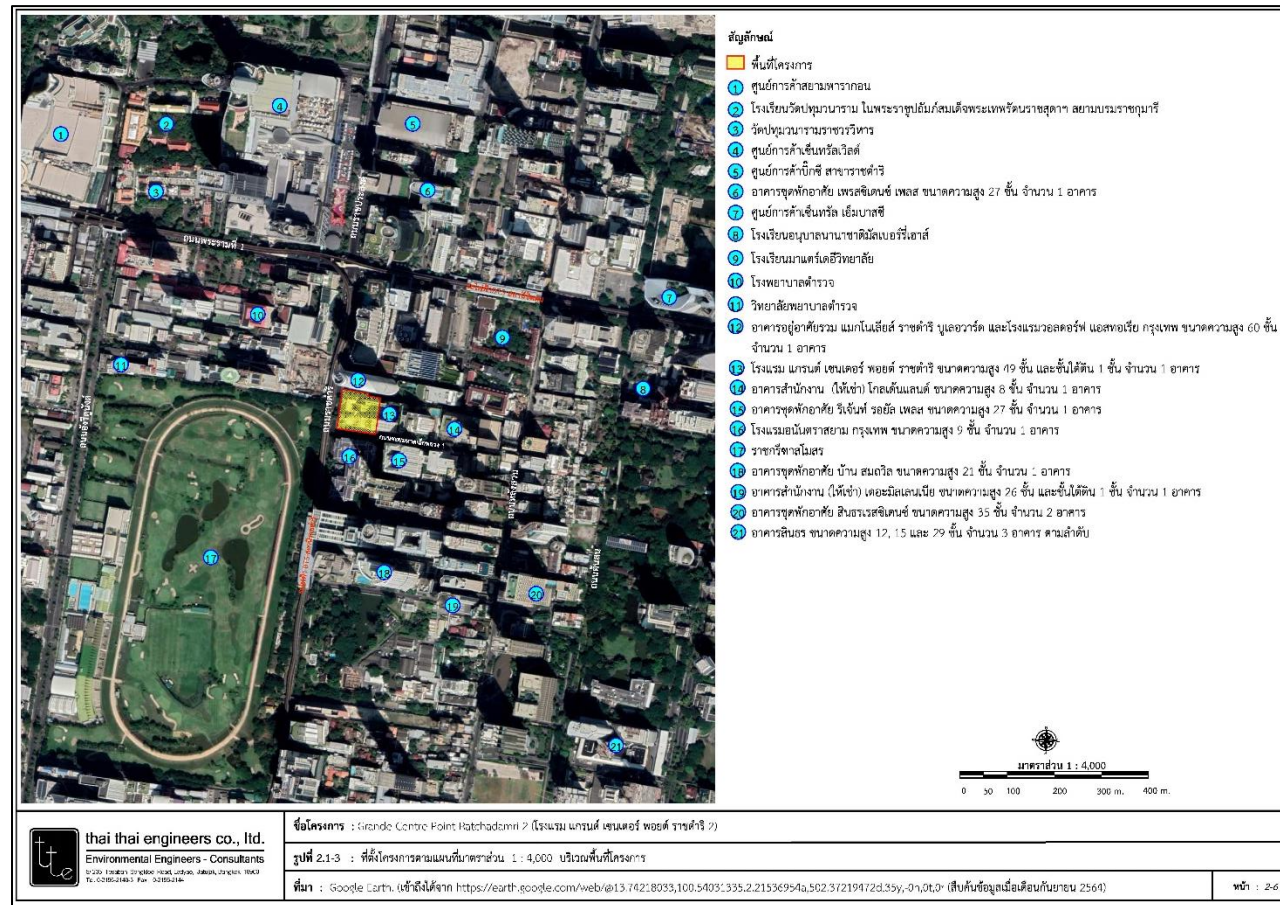 สัญลักษณ์
พื้นที่โครงการ
1 ศูนย์การค้าสยามพารากอน
2 โรงเรียนวัดปทุมวนาราม ในพระราชูปถัมภ์สมเด็จพระเทพรัตนราชสุดาฯ สยามบรมราชกุมารี
3 วัดปทุมวนารามราชวรวิหาร
4 ศูนย์การค้าเซ็นทรัลเวิลด์
5 ศูนย์การค้าบิ๊กซี สาขาราชดำริ
6 อาคารชุดพักอาศัย เพรสซิเดนซ์ เพลส ขนาดความสูง 27 ชั้น จำนวน 1 อาคาร
7 ศูนย์การค้าเซ็นทรัล เอ็มบาสซี
8 โรงเรียนอนุบาลนานาชาติมัลเบอร์รี่เฮาส์
9 โรงเรียนมาแตร์เดอีวิทยาลัย
10 โรงพยาบาลตำรวจ
11 วิทยาลัยพยาบาลตำรวจ
12 อาคารอยู่อาศัยรวม แมกโนเลียส์ ราชดำริ บูเลอวาร์ด และโรงแรมวอลดอร์ฟ แอสทอเรีย กรุงเทพ ขนาดความสูง 60 ชั้น
จำนวน 1 อาคาร
13 โรงแรม แกรนด์ เซนเตอร์ พอยต์ ราชดำริ ขนาดความสูง 49 ชั้น และชั้นใต้ดิน 1 ชั้น จำนวน 1 อาคาร
14 อาคารสำนักงาน (ให้เช่า) โกลเด้นแลนด์ ขนาดความสูง 8 ชั้น จำนวน 1 อาคาร
15 อาคารชุดพักอาศัย รีเจ้นท์ รอยัล เพลส ขนาดความสูง 27 ชั้น จำนวน 1 อาคาร
16 โรงแรมอนันตราสยาม กรุงเทพ ขนาดความสูง 9 ชั้น จำนวน 1 อาคาร
17 ราชกรีฑาสโมสร
18 อาคารชุดพักอาศัย บ้าน สมถวิล ขนาดความสูง 21 ชั้น จำนวน 1 อาคาร
19 อาคารสำนักงาน (ให้เช่า) เดอะมิลเลนเนีย ขนาดความสูง 26 ชั้น และชั้นใต้ดิน 1 ชั้น จำนวน 1 อาคาร
20 อาคารชุดพักอาศัย สินธรเรสซิเดนซ์ ขนาดความสูง 35 ชั้น จำนวน 2 อาคาร
21 อาคารสินธร ขนาดความสูง 12, 15 และ 29 ชั้น จำนวน 3 อาคาร ตามลำดับ
ถนนพระรามที่ 1
ถนนราชประสงค์
ถนนราชดำริ
ถนนอังรีดูนังต์
ถนนหลังสวน
ถนนต้นสน
มาตราส่วน 1 : 4,000
0 50 100 200 300 m. 400 m.
tte
thai thai engineers co., ltd.
Environmental Engineers - Consultants
ชื่อโครงการ : Grande Centre Point Ratchadamri 2 (โรงแรม แกรนด์ เซนเตอร์ พอยต์ ราชดำริ 2)
รูปที่ 2.1-3 : ที่ตั้งโครงการตามแผนที่มาตราส่วน 1 : 4,000 บริเวณพื้นที่โครงการ
ที่มา : Google Earth. (เข้าถึงได้จาก https://earth.google.com/web/@13.74218033,100.54031335,2.21536954a,502.37219472d,35y,-0h,0t,0r (สืบค้นข้อมูลเมื่อเดือนกันยายน 2564)
หน้า : 2-6